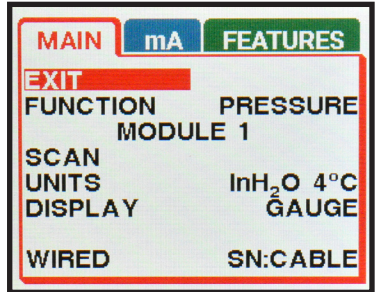 MAIN mA FEATURES
EXIT
FUNCTION PRESSURE
MODULE 1
SCAN
UNITS InH₂O 4°C
DISPLAY GAUGE
WIRED SN:CABLE